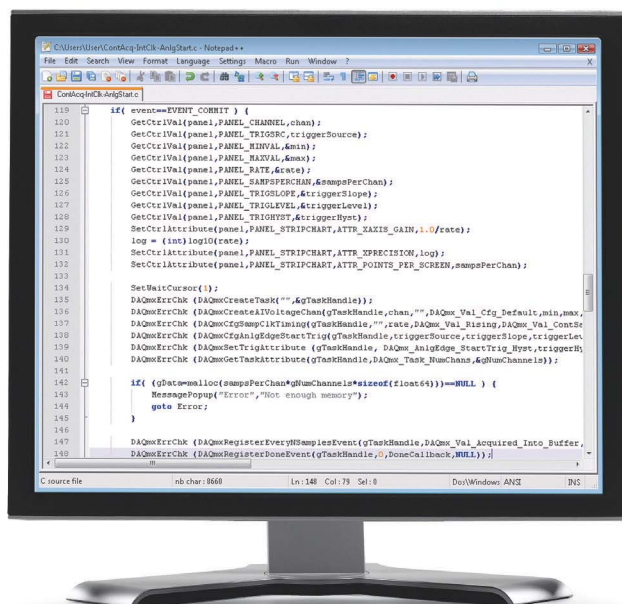 C:\Users\User\ContAcq-IntClk-AnlgStart.c - Notepad++
File Edit Search View Format Language Settings Macro Run Window ? X
ContAcq-IntClk-AnlgStart.c
119 if( event==EVENT_COMMIT ) {
120 GetCtrlVal(panel,PANEL_CHANNEL,chan);
121 GetCtrlVal(panel,PANEL_TRIGSRC,triggerSource);
122 GetCtrlVal(panel,PANEL_MINVAL,&min);
123 GetCtrlVal(panel,PANEL_MAXVAL,&max);
124 GetCtrlVal(panel,PANEL_RATE,&rate);
125 GetCtrlVal(panel,PANEL_SAMPSPERCHAN,&sampsPerChan);
126 GetCtrlVal(panel,PANEL_TRIGSLOPE,&triggerSlope);
127 GetCtrlVal(panel,PANEL_TRIGLEVEL,&triggerLevel);
128 GetCtrlVal(panel,PANEL_TRIGHYST,&triggerHyst);
129 SetCtrlAttribute(panel,PANEL_STRIPCHART,ATTR_XAXIS_GAIN,1.0/rate);
130 log = (int)log10(rate);
131 SetCtrlAttribute(panel,PANEL_STRIPCHART,ATTR_XPRECISION,log);
132 SetCtrlAttribute(panel,PANEL_STRIPCHART,ATTR_POINTS_PER_SCREEN,sampsPerChan);
133
134 SetWaitCursor(1);
135 DAQmxErrChk (DAQmxCreateTask("",&gTaskHandle));
136 DAQmxErrChk (DAQmxCreateAIVoltageChan(gTaskHandle,chan,"",DAQmx_Val_Cfg_Default,min,max,
137 DAQmxErrChk (DAQmxCfgSampClkTiming(gTaskHandle,"",rate,DAQmx_Val_Rising,DAQmx_Val_ContSa
138 DAQmxErrChk (DAQmxCfgAnlgEdgeStartTrig(gTaskHandle,triggerSource,triggerSlope,triggerLev
139 DAQmxErrChk (DAQmxSetTrigAttribute (gTaskHandle, DAQmx_AnlgEdge_StartTrig_Hyst,triggerHy
140 DAQmxErrChk (DAQmxGetTaskAttribute(gTaskHandle,DAQmx_Task_NumChans,&gNumChannels));
141
142 if( (gData=malloc(sampsPerChan*gNumChannels*sizeof(float64)))==NULL ) {
143 MessagePopup("Error","Not enough memory");
144 goto Error;
145 }
146
147 DAQmxErrChk (DAQmxRegisterEveryNSamplesEvent(gTaskHandle,DAQmx_Val_Acquired_Into_Buffer,
148 DAQmxErrChk (DAQmxRegisterDoneEvent(gTaskHandle,0,DoneCallback,NULL));
C source file nb char : 8660 Ln : 148 Col : 79 Sel : 0 Dos\Windows ANSI INS